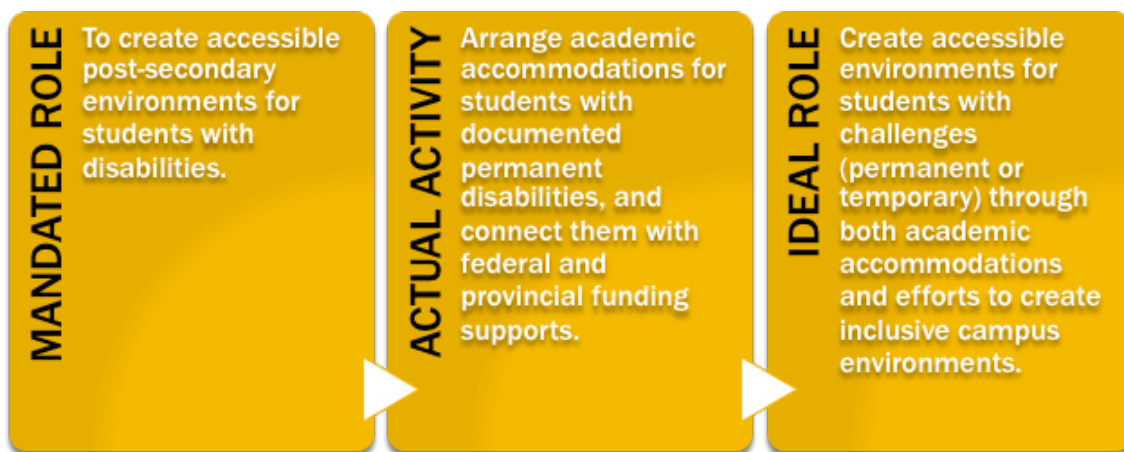 MANDATED ROLE
To create accessible
post-secondary
environments for
students with
disabilities.
ACTUAL ACTIVITY
Arrange academic
accommodations for
students with
documented
permanent
disabilities, and
connect them with
federal and
provincial funding
supports.
IDEAL ROLE
Create accessible
environments for
students with
challenges
(permanent or
temporary) through
both academic
accommodations
and efforts to create
inclusive campus
environments.